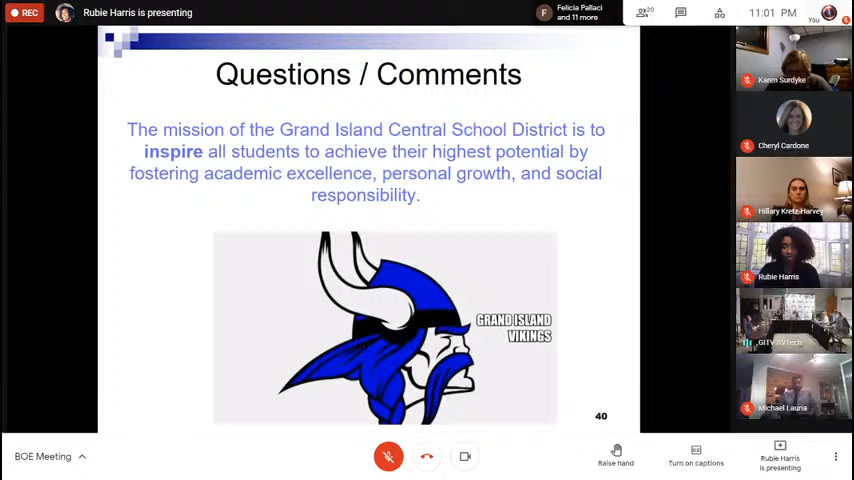 REC
Rubie Harris is presenting
F
Felicia Pallaci
and 11 more
20
11:01 PM
You
Questions / Comments
The mission of the Grand Island Central School District is to
inspire all students to achieve their highest potential by
fostering academic excellence, personal growth, and social
responsibility.
GRAND ISLAND
VIKINGS
40
Karen Surdyke
Cheryl Cardone
Hillary Kretz-Harvey
Rubie Harris
GITV AVTech
Michael Lauria
BOE Meeting
Raise hand
Turn on captions
Rubie Harris
is presenting